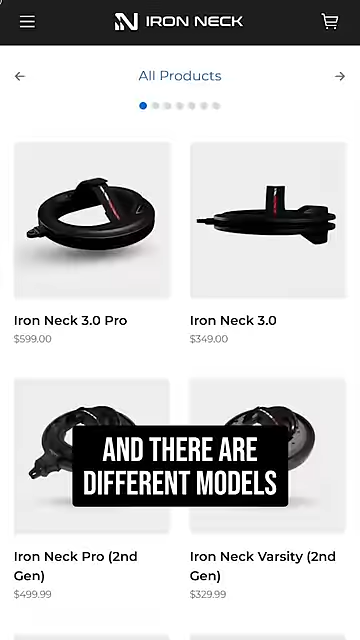 IRON NECK
All Products
Iron Neck 3.0 Pro
$599.00
Iron Neck 3.0
$349.00
AND THERE ARE
DIFFERENT MODELS
Iron Neck Pro (2nd
Gen)
$499.99
Iron Neck Varsity (2nd
Gen)
$329.99